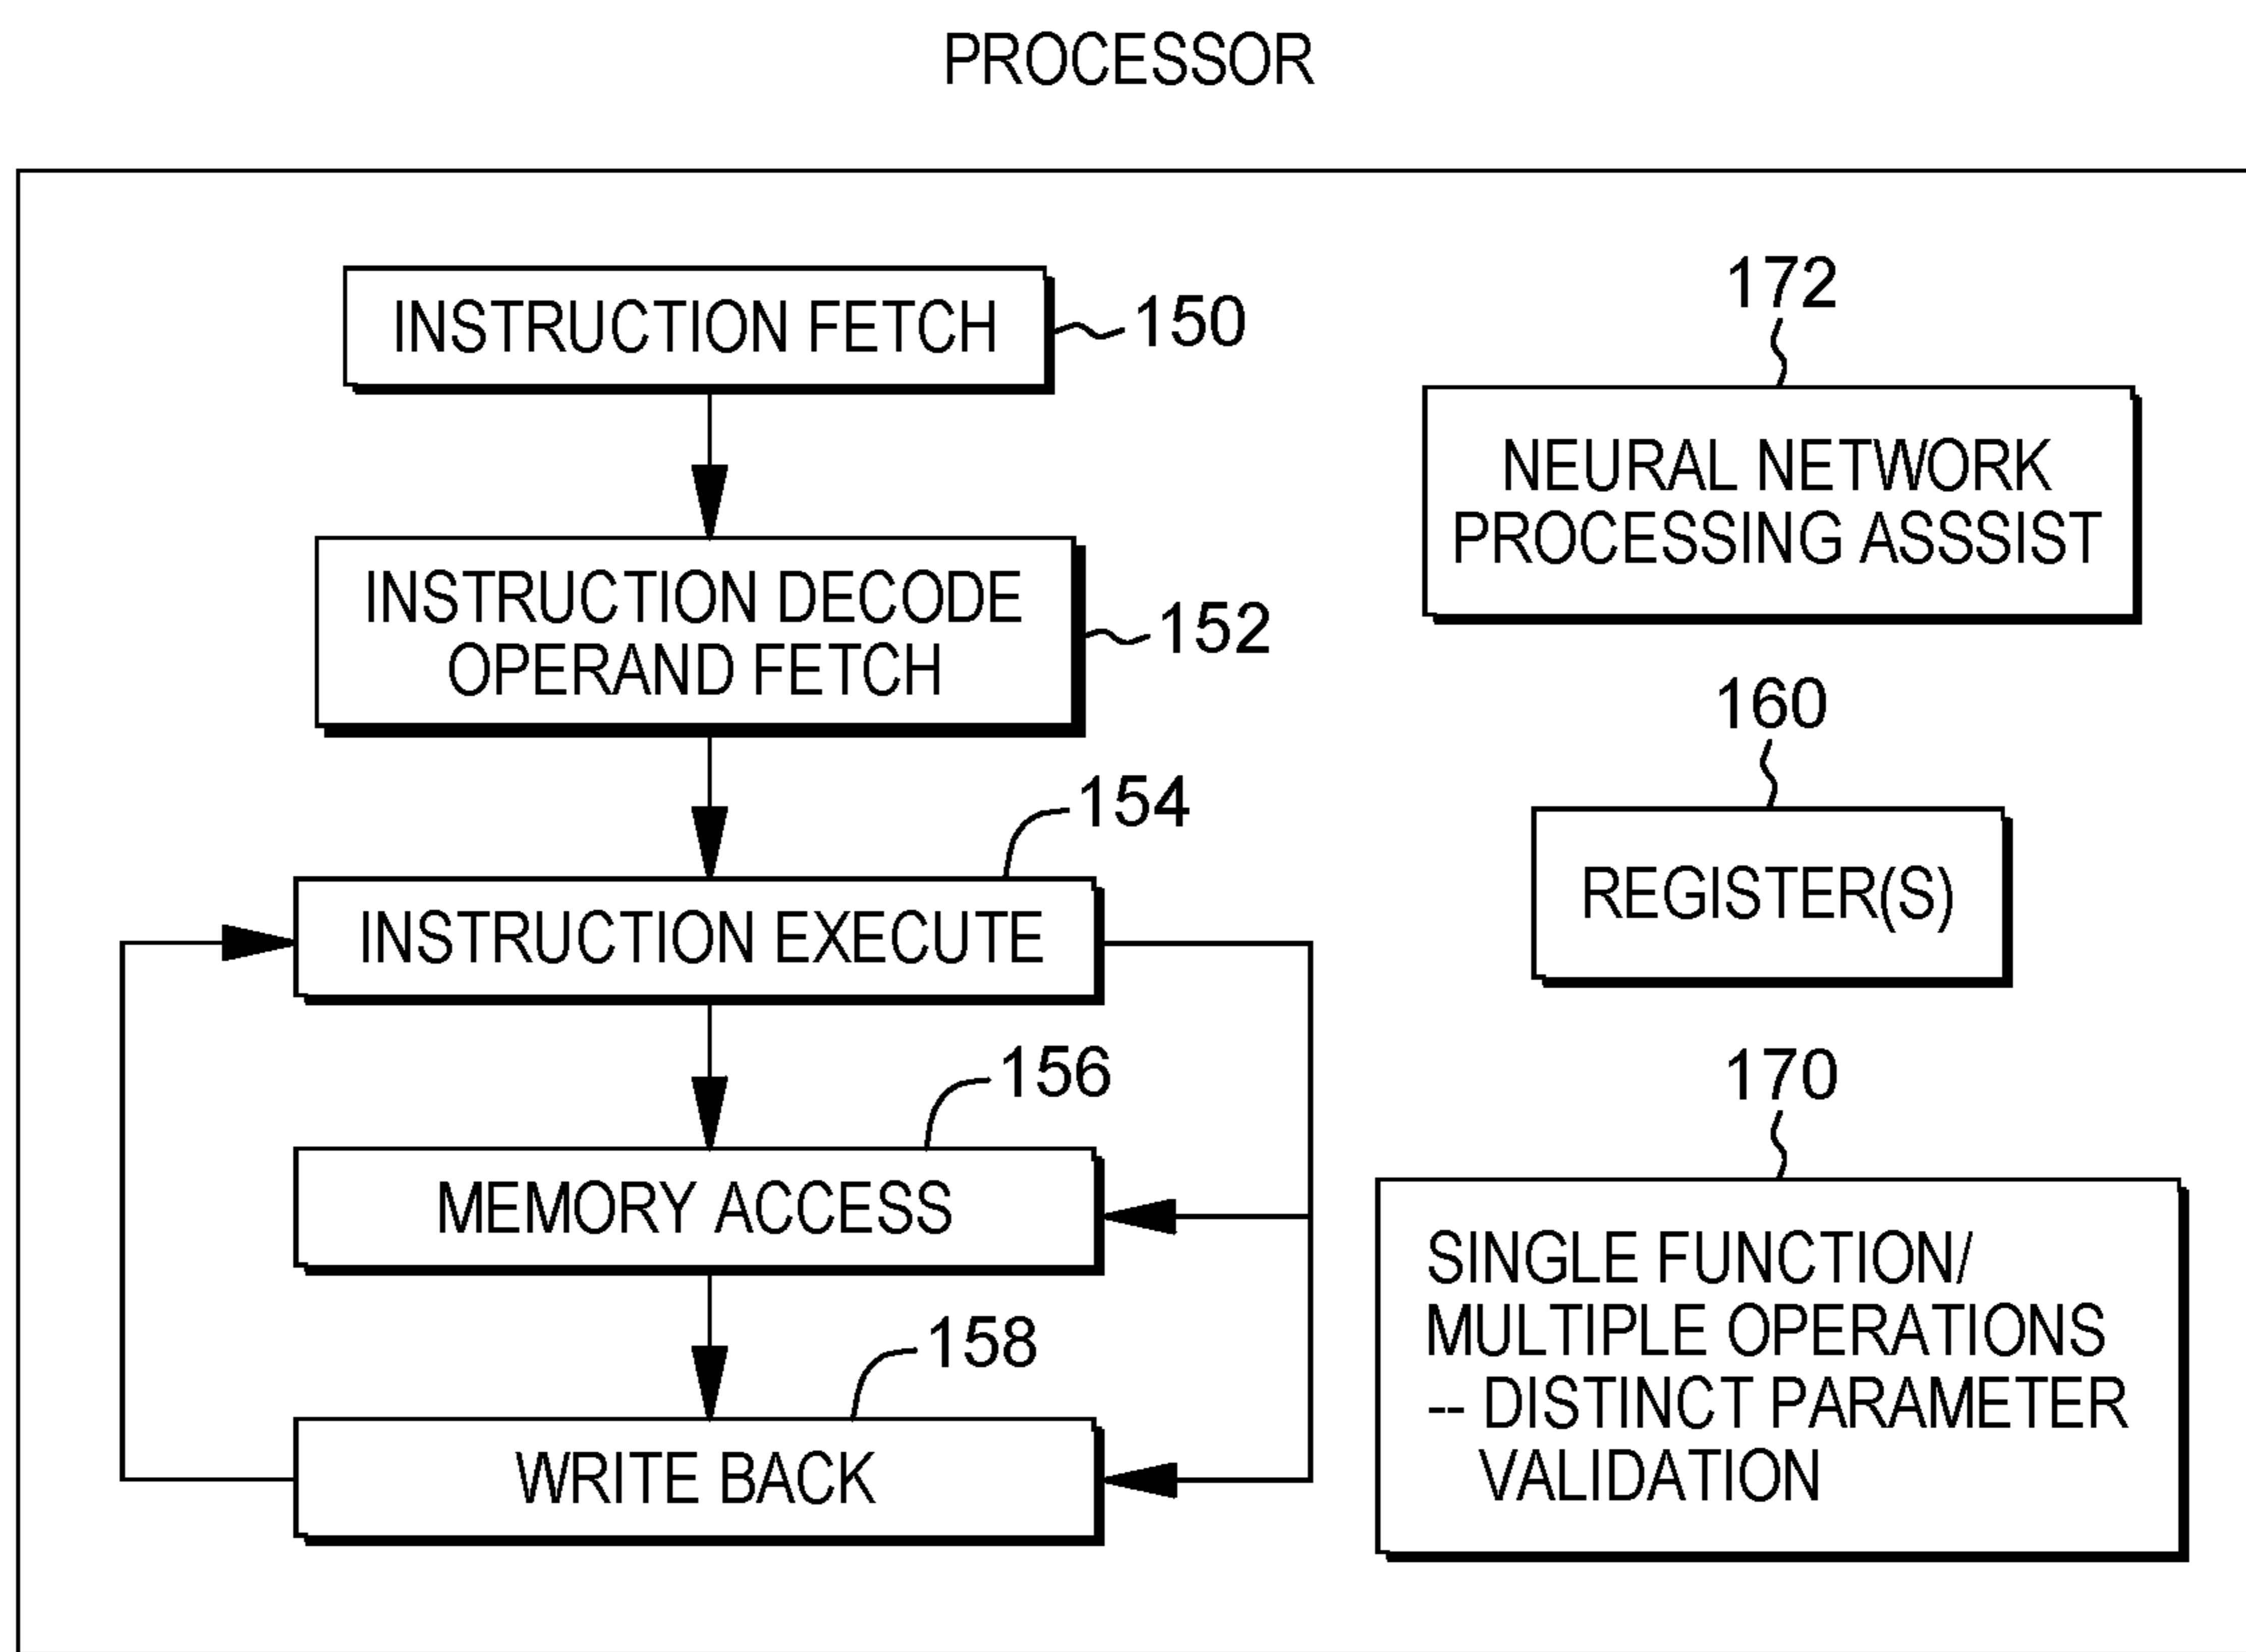 PROCESSOR
INSTRUCTION FETCH
150
INSTRUCTION DECODE
OPERAND FETCH
152
154
INSTRUCTION EXECUTE
156
MEMORY ACCESS
158
WRITE BACK
172
NEURAL NETWORK
PROCESSING ASSSIST
160
REGISTER(S)
170
SINGLE FUNCTION/
MULTIPLE OPERATIONS
-- DISTINCT PARAMETER
VALIDATION